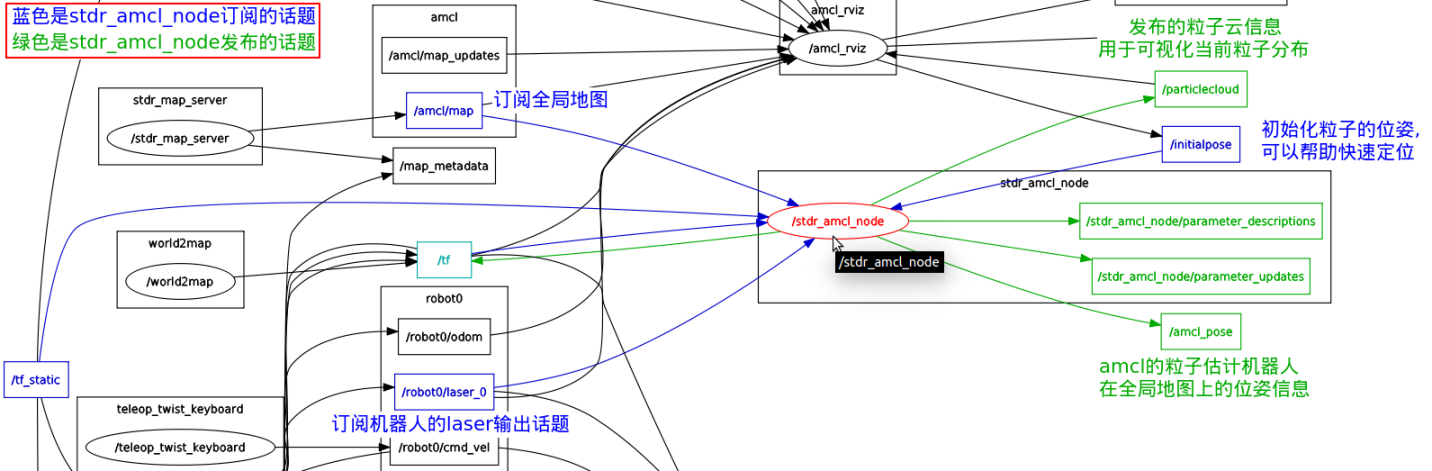 蓝色是stdr_amcl_node订阅的话题
绿色是stdr_amcl_node发布的话题
amcl
/amcl/map_updates
/amcl/map
订阅全局地图
amcl_rviz
/amcl_rviz
发布的粒子云信息
用于可视化当前粒子分布
/particlecloud
stdr_map_server
/stdr_map_server
/map_metadata
/initialpose
初始化粒子的位姿,
可以帮助快速定位
stdr_amcl_node
/stdr_amcl_node
/stdr_amcl_node
/stdr_amcl_node/parameter_descriptions
/stdr_amcl_node/parameter_updates
world2map
/world2map
/tf
robot0
/robot0/odom
/amcl_pose
amcl的粒子估计机器人
在全局地图上的位姿信息
/tf_static
/robot0/laser_0
订阅机器人的laser输出话题
teleop_twist_keyboard
/teleop_twist_keyboard
/robot0/cmd_vel